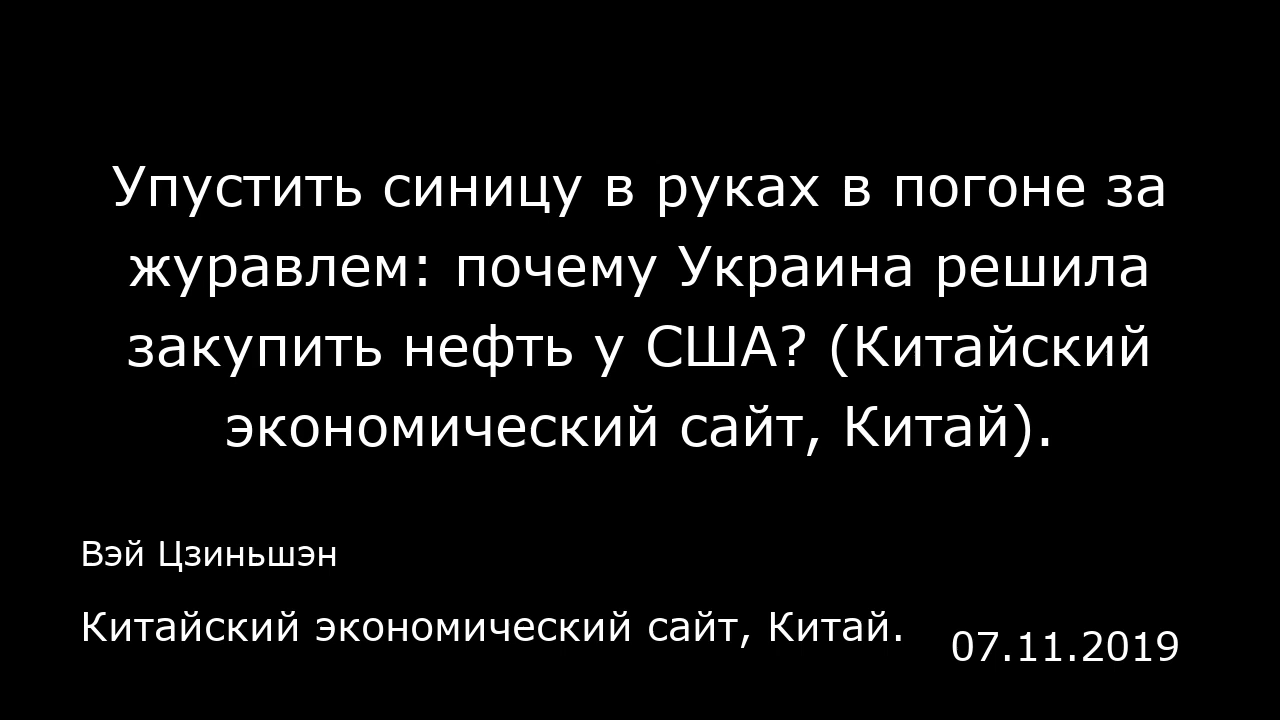 Упустить синицу в руках в погоне за
журавлем: почему Украина решила
закупить нефть у США? (Китайский
экономический сайт, Китай).
Вэй Цзиньшэн
Китайский экономический сайт, Китай.
07.11.2019